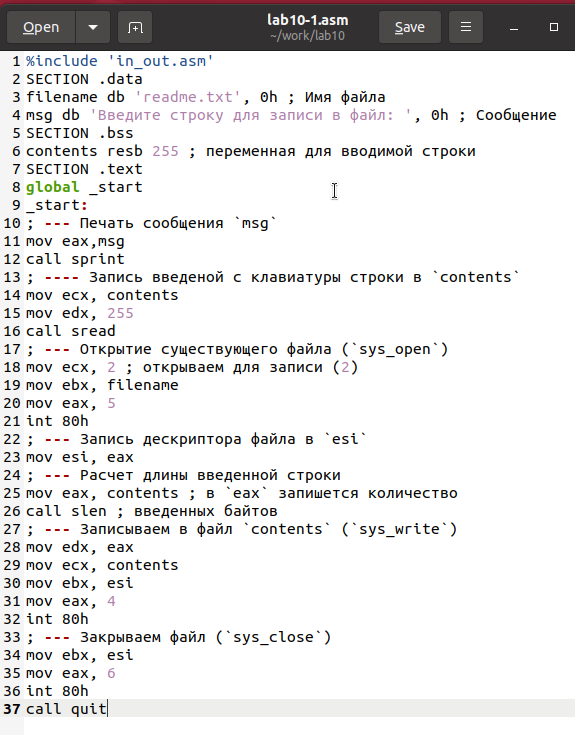 Open
lab10-1.asm
~/work/lab10
Save
1 %include 'in_out.asm'
2 SECTION .data
3 filename db 'readme.txt', 0h ; Имя файла
4 msg db 'Введите строку для записи в файл: ', 0h ; Сообщение
5 SECTION .bss
6 contents resb 255 ; переменная для вводимой строки
7 SECTION .text
8 global _start
9 _start:
10 ; --- Печать сообщения `msg`
11 mov eax,msg
12 call sprint
13 ; ---- Запись введеной с клавиатуры строки в `contents`
14 mov ecx, contents
15 mov edx, 255
16 call sread
17 ; --- Открытие существующего файла (`sys_open`)
18 mov ecx, 2 ; открываем для записи (2)
19 mov ebx, filename
20 mov eax, 5
21 int 80h
22 ; --- Запись дескриптора файла в `esi`
23 mov esi, eax
24 ; --- Расчет длины введенной строки
25 mov eax, contents ; в `eax` запишется количество
26 call slen ; введенных байтов
27 ; --- Записываем в файл `contents` (`sys_write`)
28 mov edx, eax
29 mov ecx, contents
30 mov ebx, esi
31 mov eax, 4
32 int 80h
33 ; --- Закрываем файл (`sys_close`)
34 mov ebx, esi
35 mov eax, 6
36 int 80h
37 call quit